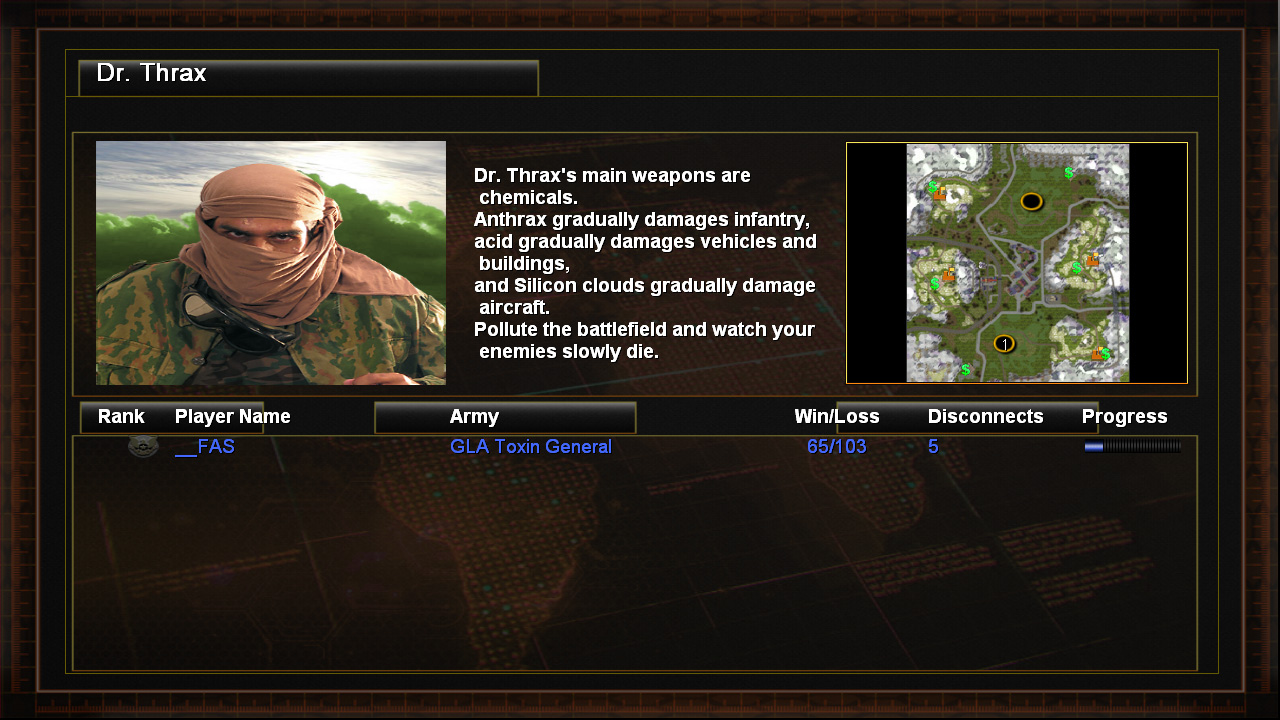 Dr. Thrax
Dr. Thrax's main weapons are
chemicals.
Anthrax gradually damages infantry,
acid gradually damages vehicles and
buildings,
and Silicon clouds gradually damage
aircraft.
Pollute the battlefield and watch your
enemies slowly die.
$
$
$
$
1
$
$
Rank Player Name Army Win/Loss Disconnects Progress
__FAS GLA Toxin General 65/103 5